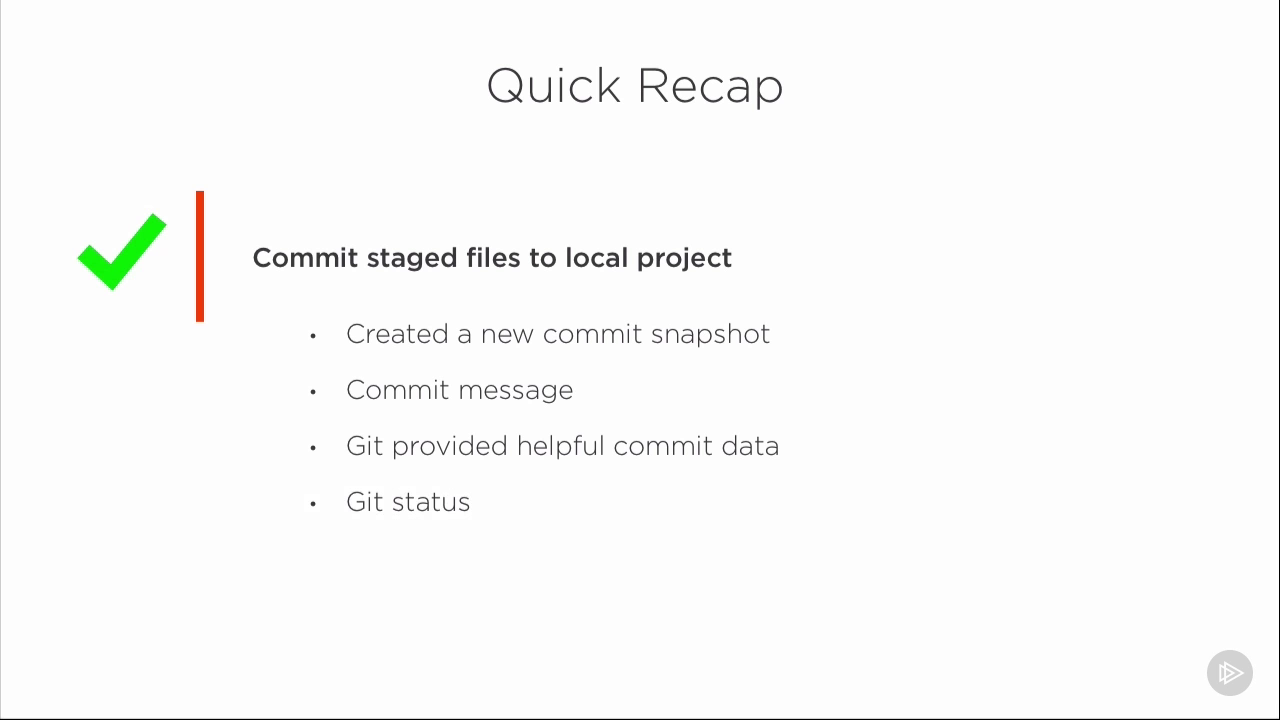 Quick Recap
Commit staged files to local project
• Created a new commit snapshot
• Commit message
• Git provided helpful commit data
• Git status